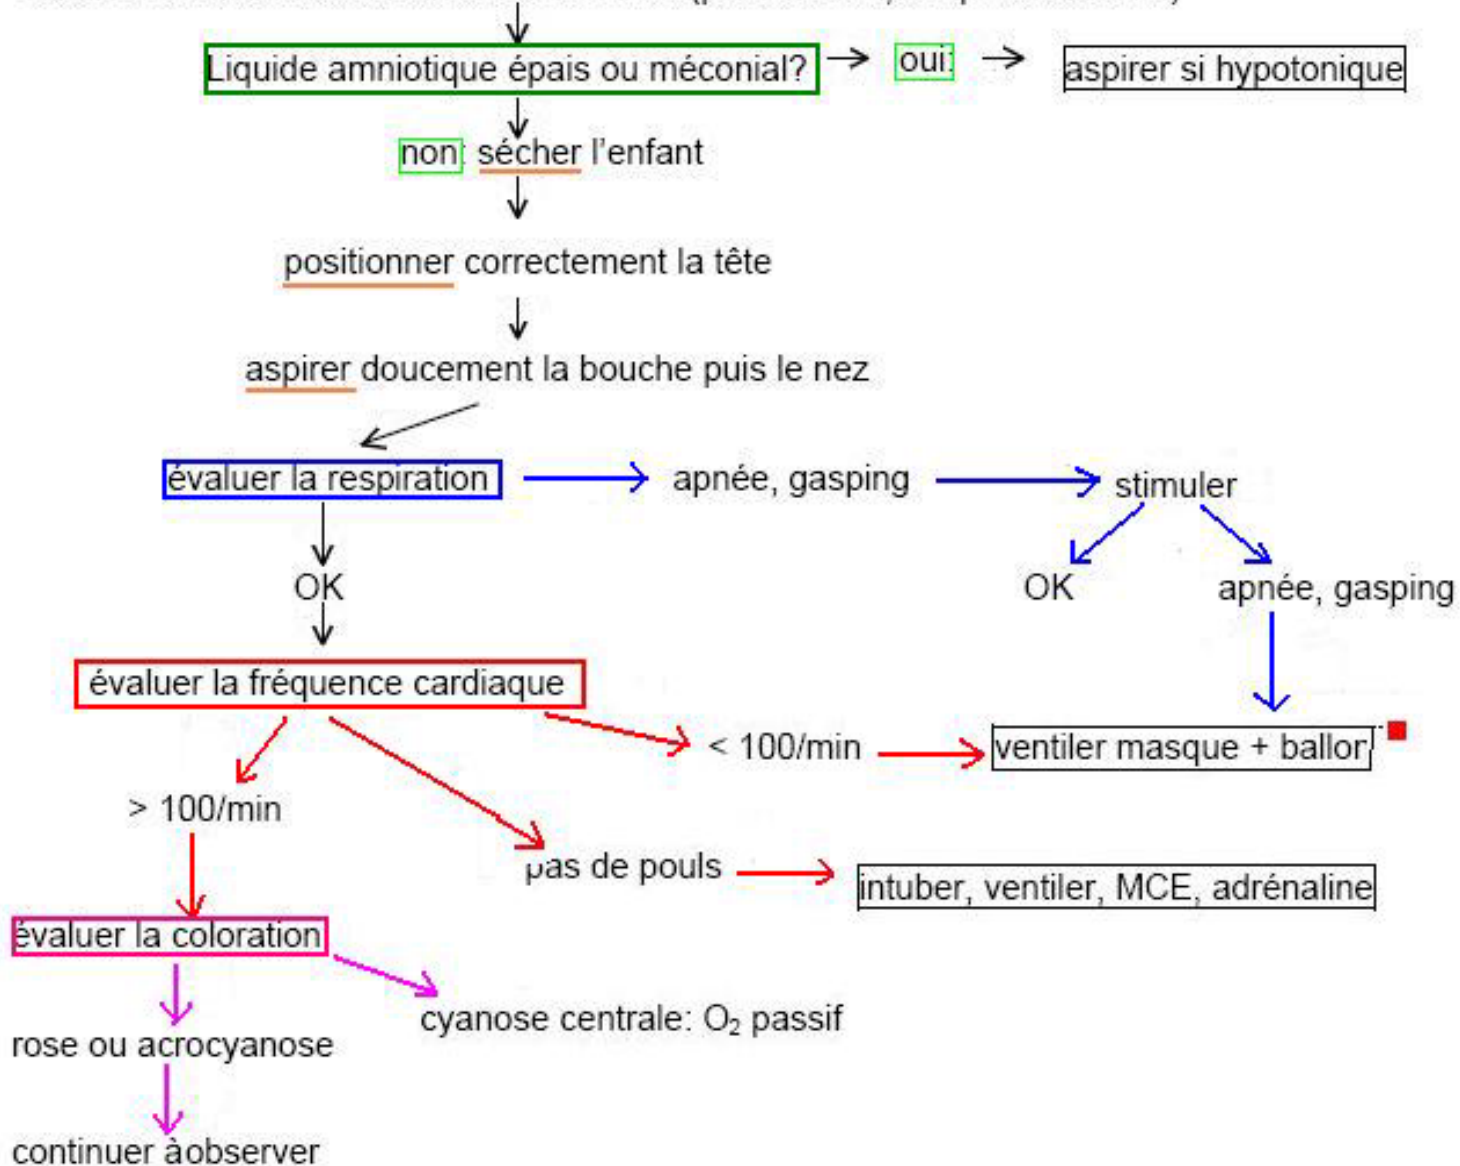 Liquide amniotique épais ou méconial? oui: aspirer si hypotonique
non: sécher l'enfant
positionner correctement la tête
aspirer doucement la bouche puis le nez
évaluer la respiration apnée, gasping stimuler
OK OK apnée, gasping
évaluer la fréquence cardiaque
< 100/min ventiler masque + ballon
> 100/min
pas de pouls intuber, ventiler, MCE, adrénaline
évaluer la coloration
cyanose centrale: O₂ passif
rose ou acrocyanose
continuer àobserver